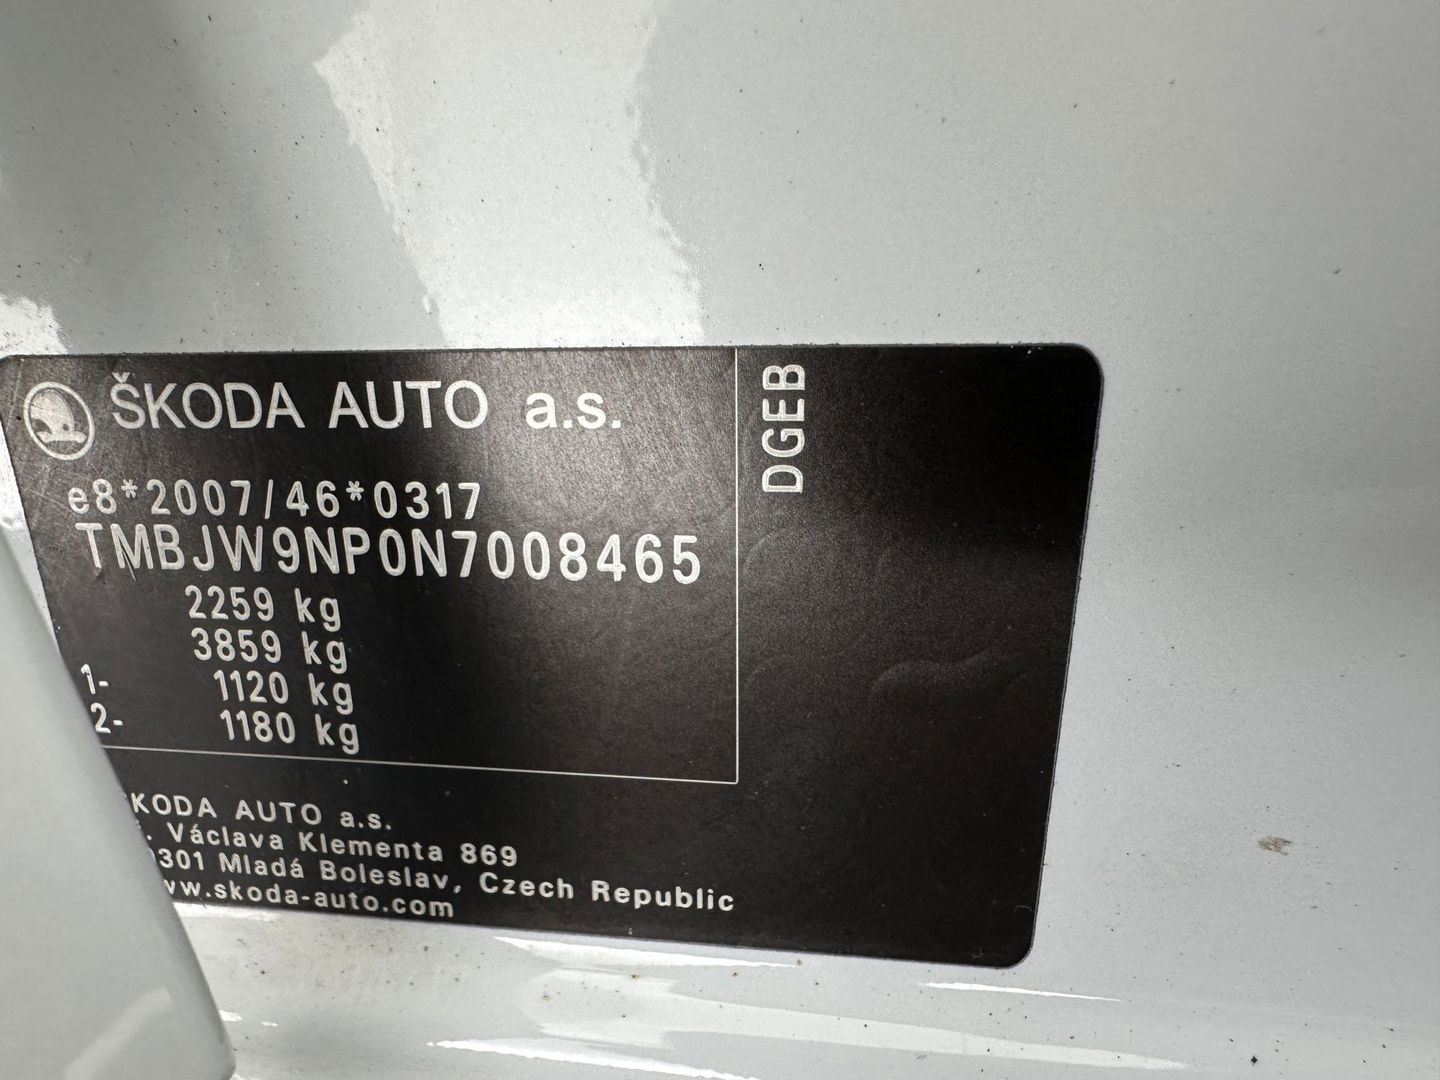 ŠKODA AUTO a.s.
DGEB
e8*2007/46*0317
TMBJW9NP0N7008465
2259 kg
3859 kg
1- 1120 kg
2- 1180 kg
KODA AUTO a.s.
. Václava Klementa 869
301 Mladá Boleslav, Czech Republic
w.skoda-auto.com